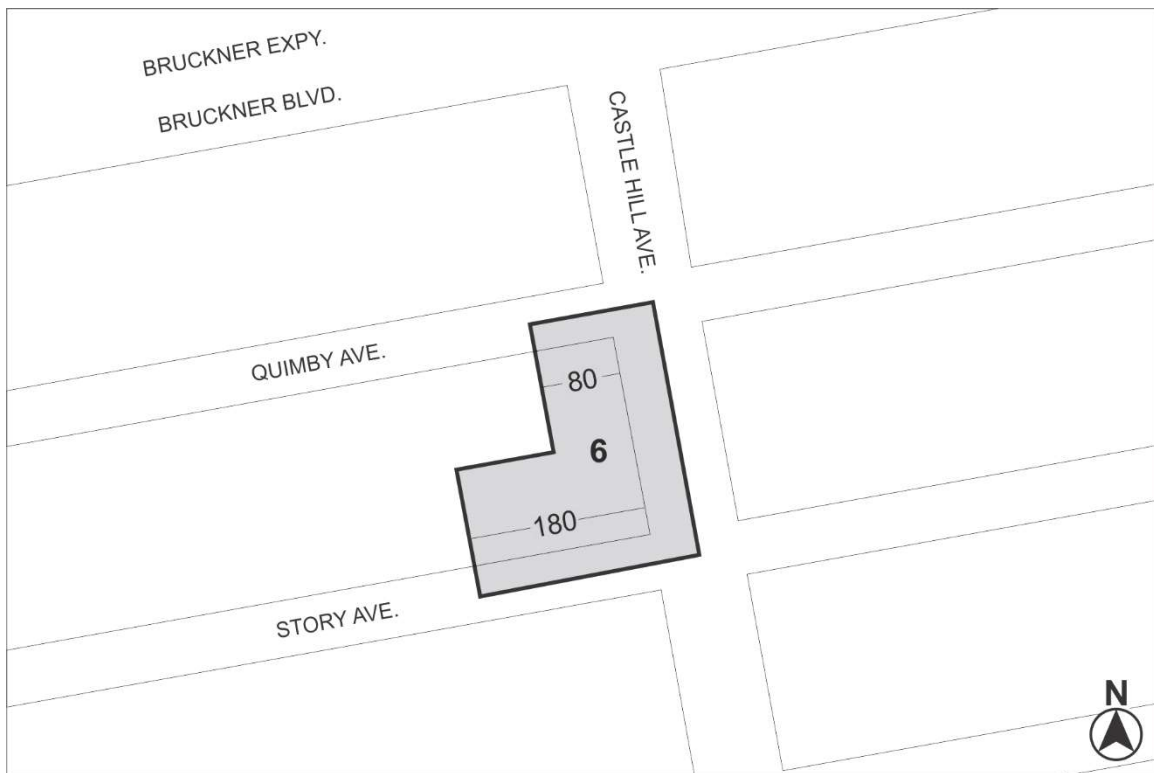 BRUCKNER EXPY.
BRUCKNER BLVD.
CASTLE HILL AVE.
QUIMBY AVE.
80
6
180
STORY AVE.
N